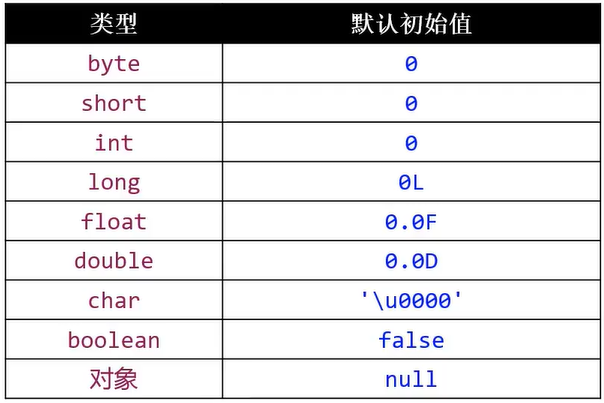 类型 默认初始值
byte 0
short 0
int 0
long 0L
float 0.0F
double 0.0D
char '\u0000'
boolean false
对象 null